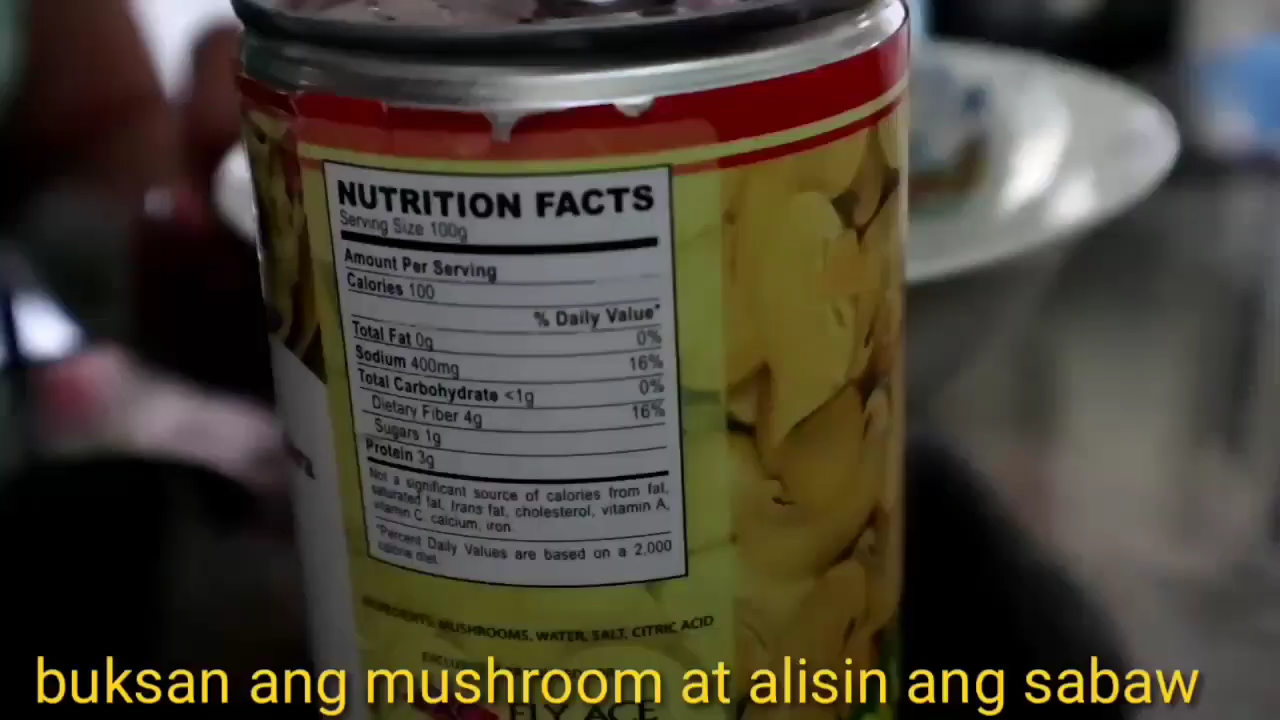 NUTRITION FACTS
Serving Size 100g
Amount Per Serving
Calories 100
% Daily Value*
Total Fat 0g 0%
Sodium 400mg 16%
Total Carbohydrate <1g 0%
Dietary Fiber 4g 16%
Sugars 1g
Protein 3g
Not a significant source of calories from fat,
saturated fat, trans fat, cholesterol, vitamin A,
vitamin C, calcium, iron.
*Percent Daily Values are based on a 2,000
calorie diet.
INGREDIENTS: MUSHROOMS, WATER, SALT, CITRIC ACID
FLY ACE
buksan ang mushroom at alisin ang sabaw